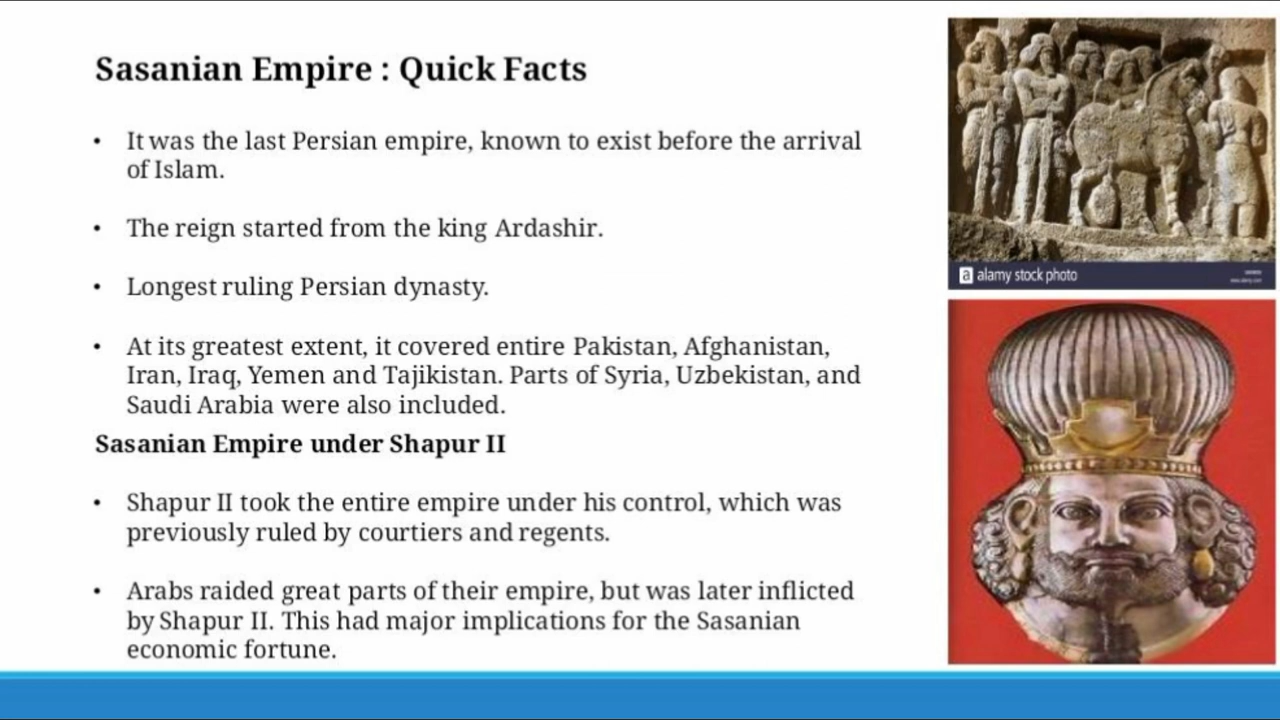 Sasanian Empire : Quick Facts
• It was the last Persian empire, known to exist before the arrival
of Islam.
• The reign started from the king Ardashir.
• Longest ruling Persian dynasty.
• At its greatest extent, it covered entire Pakistan, Afghanistan,
Iran, Iraq, Yemen and Tajikistan. Parts of Syria, Uzbekistan, and
Saudi Arabia were also included.
Sasanian Empire under Shapur II
• Shapur II took the entire empire under his control, which was
previously ruled by courtiers and regents.
• Arabs raided great parts of their empire, but was later inflicted
by Shapur II. This had major implications for the Sasanian
economic fortune.
a alamy stock photo